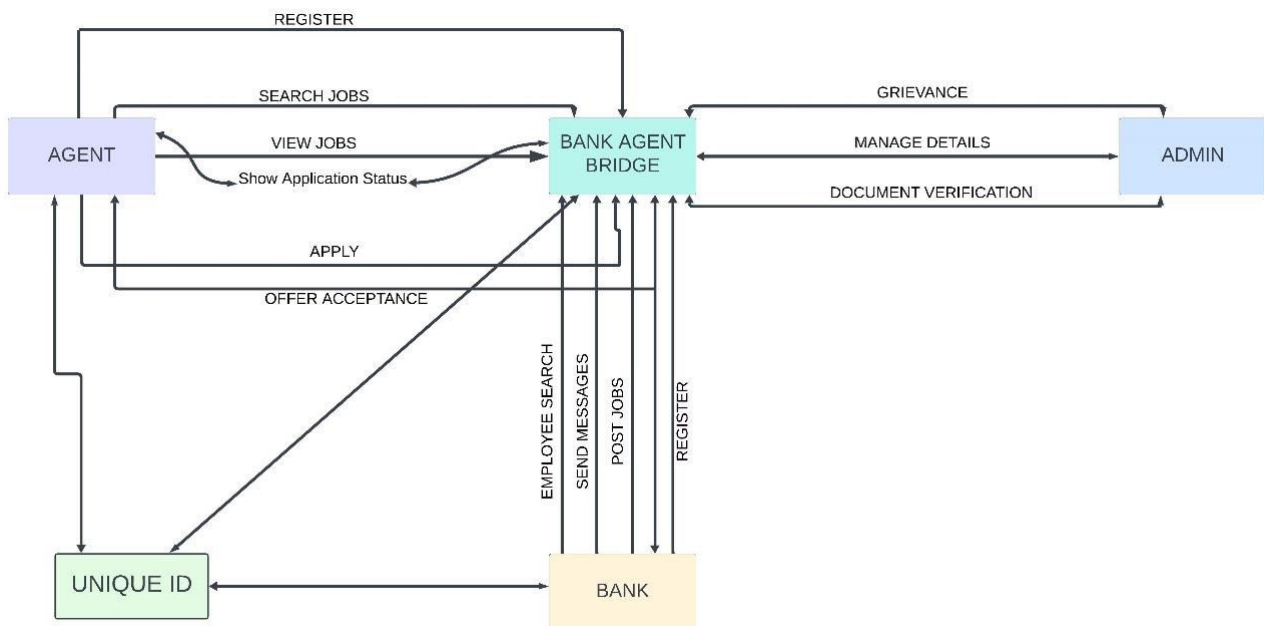 REGISTER
SEARCH JOBS
GRIEVANCE
AGENT
VIEW JOBS
BANK AGENT
BRIDGE
MANAGE DETAILS
ADMIN
Show Application Status
DOCUMENT VERIFICATION
APPLY
OFFER ACCEPTANCE
EMPLOYEE SEARCH
SEND MESSAGES
POST JOBS
REGISTER
UNIQUE ID
BANK